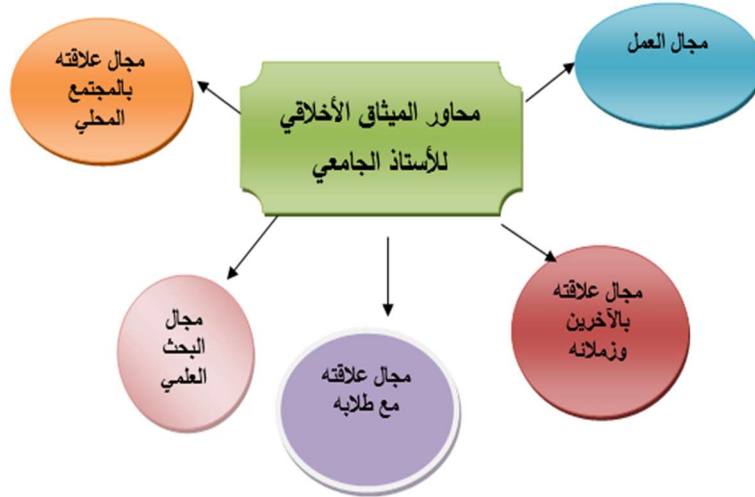 محاور الميثاق الأخلاقي
للأستاذ الجامعي
مجال العمل
مجال علاقته
بالآخرين
وزملانه
مجال علاقته
مع طلابه
مجال
البحث
العلمي
مجال علاقته
بالمجتمع
المحلي